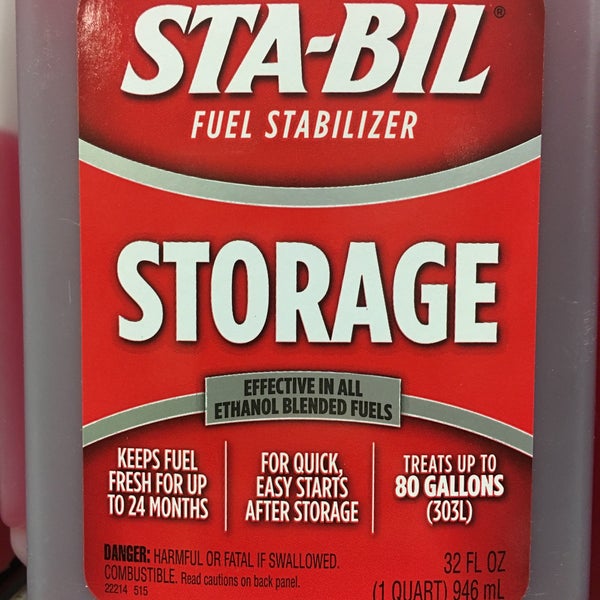 STA-BIL®
FUEL STABILIZER
STORAGE
EFFECTIVE IN ALL
ETHANOL BLENDED FUELS
KEEPS FUEL
FRESH FOR UP
TO 24 MONTHS
FOR QUICK,
EASY STARTS
AFTER STORAGE
TREATS UP TO
80 GALLONS
(303L)
DANGER: HARMFUL OR FATAL IF SWALLOWED.
COMBUSTIBLE. Read cautions on back panel.
22214 515
32 FL OZ
(1 QUART) 946 mL